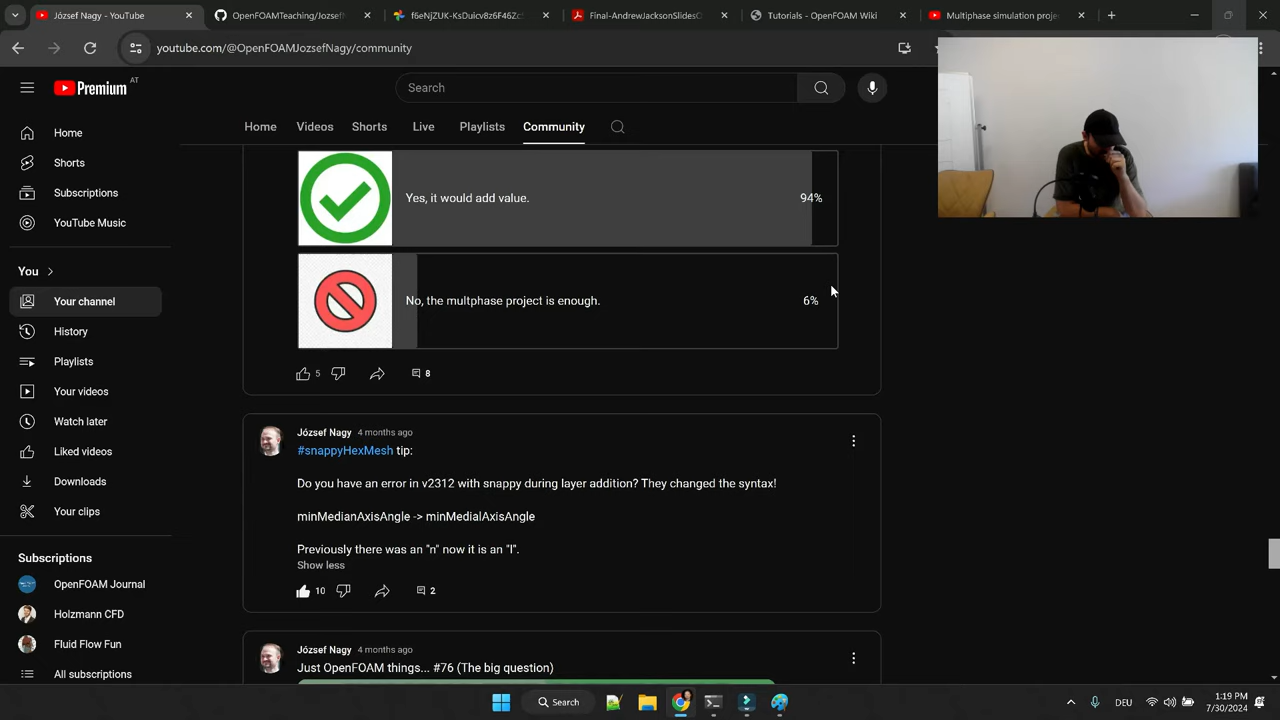 József Nagy - YouTube
OpenFOAMTeaching/JozsefN
f6eNjZUK-KsDuicv8z6F46Zc
Final-AndrewJacksonSlides
Tutorials - OpenFOAM Wiki
Multiphase simulation proje
youtube.com/@OpenFOAMJozsefNagy/community
Premium
AT
Search
Home
Videos
Shorts
Live
Playlists
Community
Home
Shorts
Subscriptions
YouTube Music
You
Your channel
History
Playlists
Your videos
Watch later
Liked videos
Downloads
Your clips
Subscriptions
OpenFOAM Journal
Holzmann CFD
Fluid Flow Fun
All subscriptions
Yes, it would add value.
94%
No, the multphase project is enough.
6%
5
8
József Nagy 4 months ago
#snappyHexMesh tip:
Do you have an error in v2312 with snappy during layer addition? They changed the syntax!
minMedianAxisAngle -> minMedialAxisAngle
Previously there was an "n" now it is an "l".
Show less
10
2
József Nagy 4 months ago
Just OpenFOAM things... #76 (The big question)
Search
DEU
1:19 PM
7/30/2024